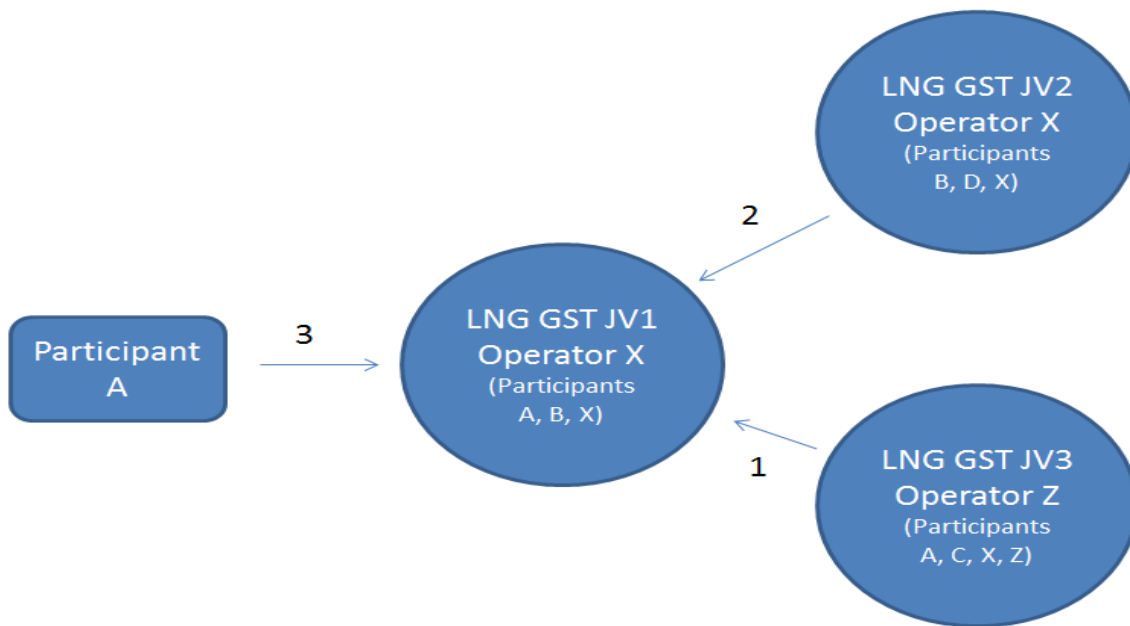 LNG GST JV2
Operator X
(Participants
B, D, X)
2
LNG GST JV1
Operator X
(Participants
A, B, X)
3
Participant
A
LNG GST JV3
Operator Z
(Participants
A, C, X, Z)
1